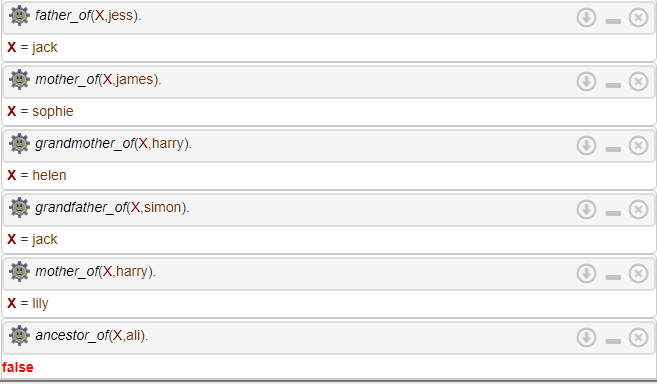 father_of(X,jess).
X = jack
mother_of(X,james).
X = sophie
grandmother_of(X,harry).
X = helen
grandfather_of(X,simon).
X = jack
mother_of(X,harry).
X = lily
ancestor_of(X,ali).
false